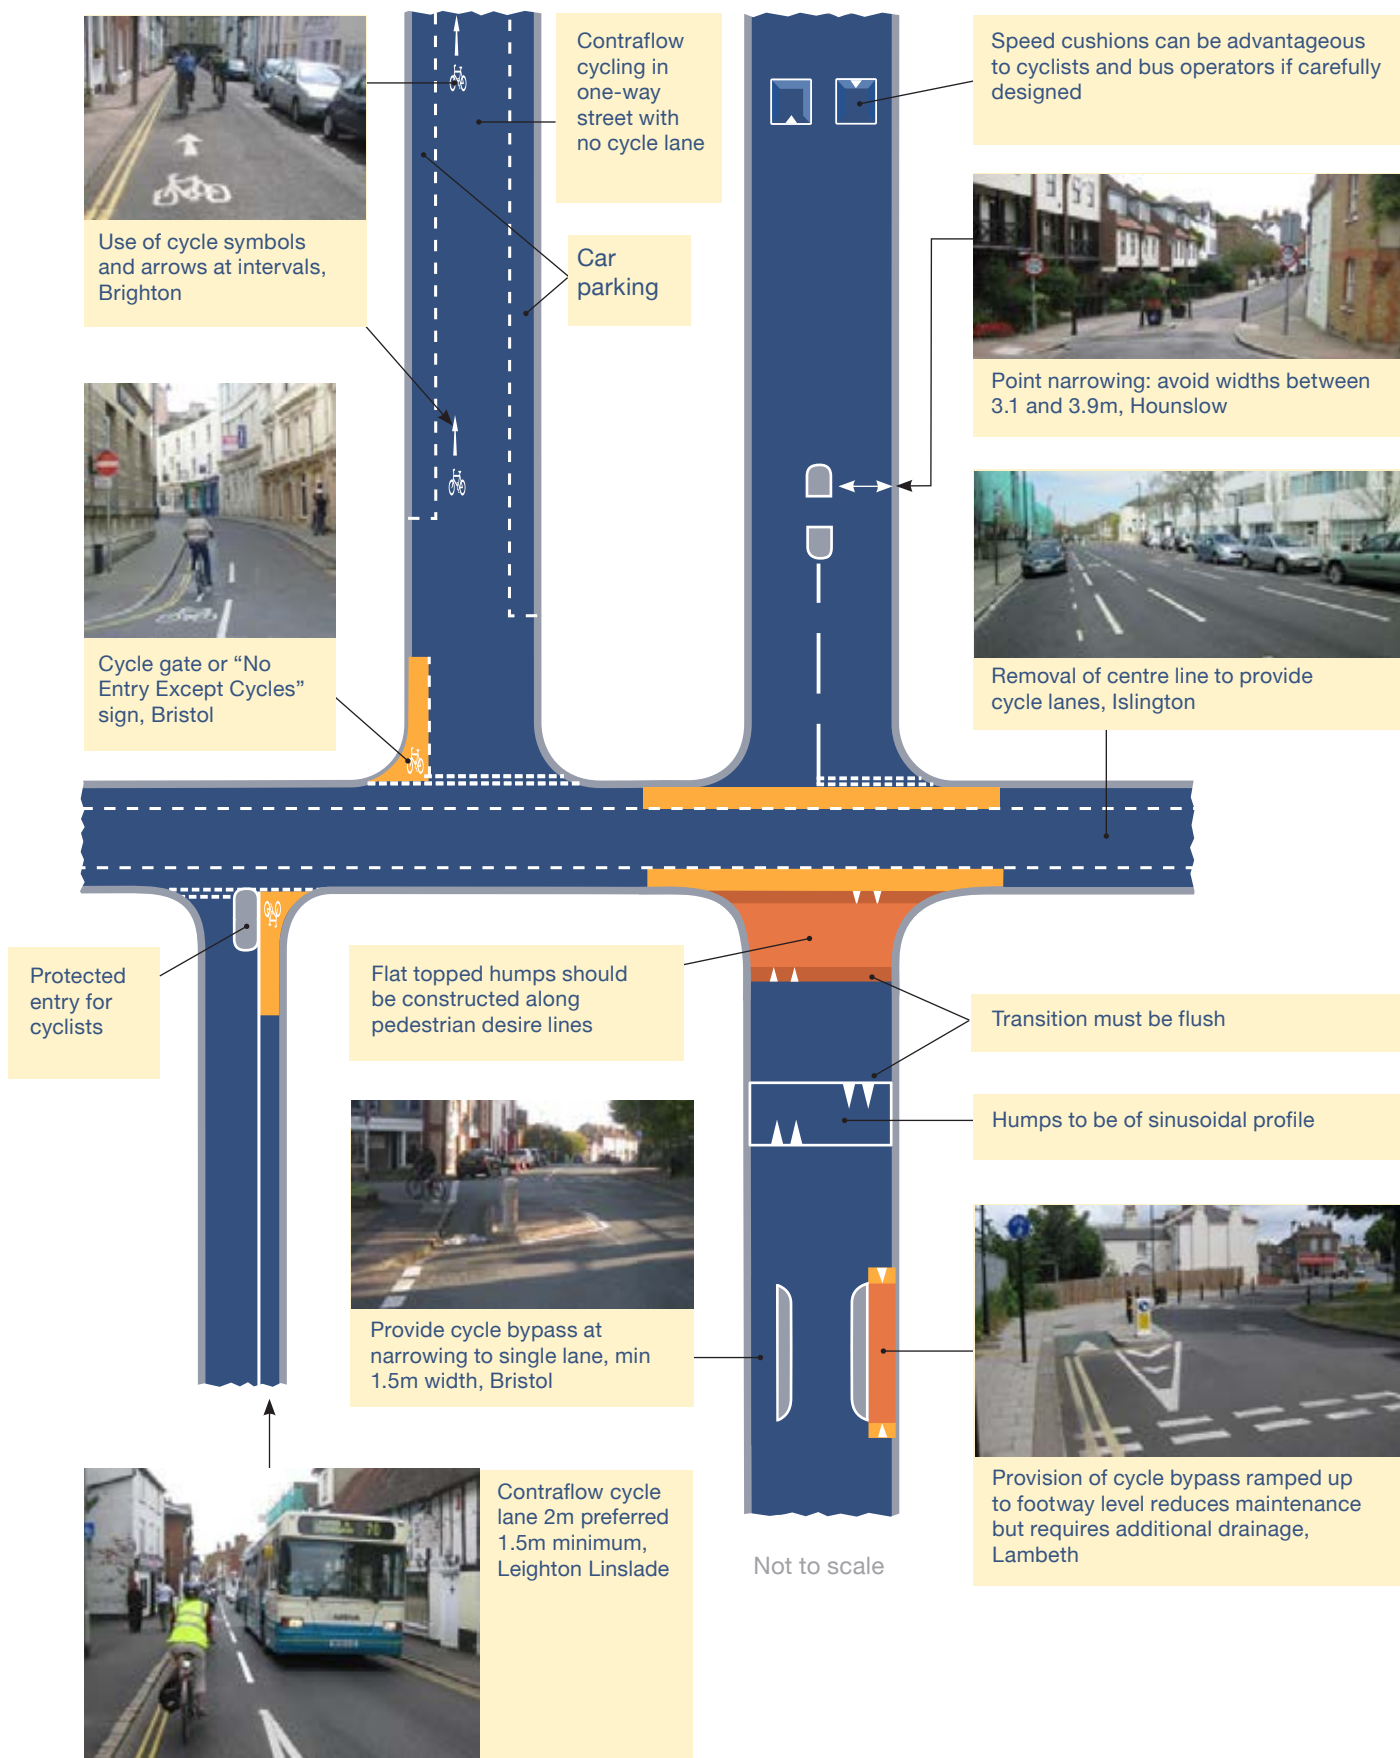 Contraflow
cycling in
one-way
street with
no cycle lane
Speed cushions can be advantageous
to cyclists and bus operators if carefully
designed
Use of cycle symbols
and arrows at intervals,
Brighton
Car
parking
Point narrowing: avoid widths between
3.1 and 3.9m, Hounslow
Cycle gate or “No
Entry Except Cycles”
sign, Bristol
Removal of centre line to provide
cycle lanes, Islington
Protected
entry for
cyclists
Flat topped humps should
be constructed along
pedestrian desire lines
Transition must be flush
Humps to be of sinusoidal profile
Provide cycle bypass at
narrowing to single lane, min
1.5m width, Bristol
Provision of cycle bypass ramped up
to footway level reduces maintenance
but requires additional drainage,
Lambeth
Contraflow cycle
lane 2m preferred
1.5m minimum,
Leighton Linslade
Not to scale
70
ARRIVA